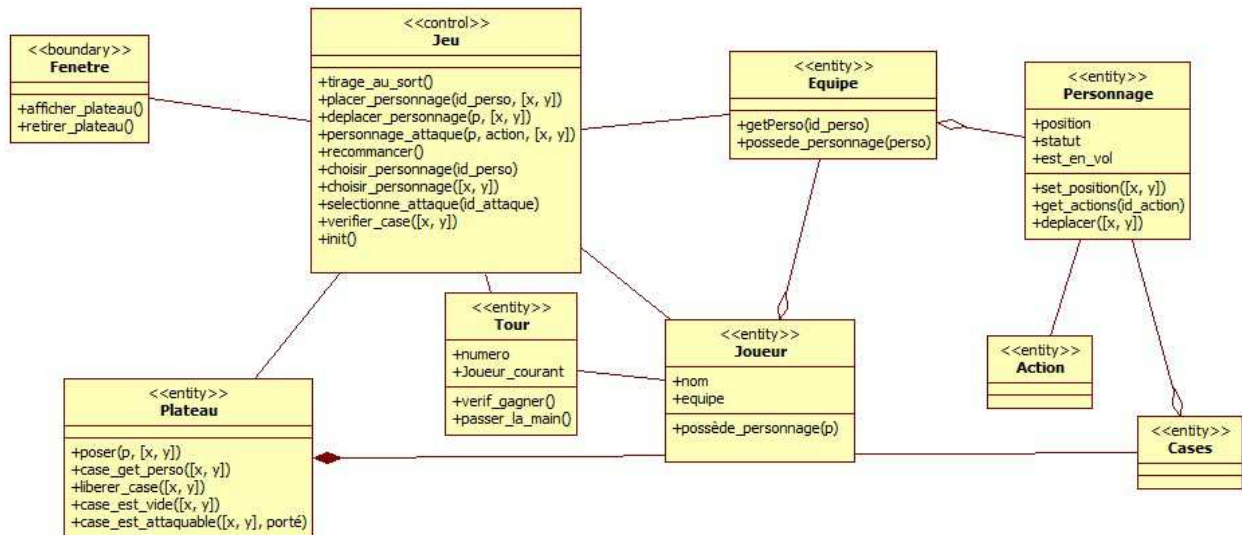 <<boundary>>
Fenetre
+afficher_plateau()
+retirer_plateau()
<<control>>
Jeu
+tirage_au_sort()
+placer_personnage(id_perso, [x, y])
+deplacer_personnage(p, [x, y])
+personnage_attaque(p, action, [x, y])
+recommancer()
+choisir_personnage(id_perso)
+choisir_personnage([x, y])
+selectionne_attaque(id_attaque)
+verifier_case([x, y])
+init()
<<entity>>
Equipe
+getPerso(id_perso)
+possede_personnage(perso)
<<entity>>
Personnage
+position
+statut
+est_en_vol
+set_position([x, y])
+get_actions(id_action)
+deplacer([x, y])
<<entity>>
Tour
+numero
+Joueur_courant
+verif_gagner()
+passer_la_main()
<<entity>>
Joueur
+nom
+equipe
+possède_personnage(p)
<<entity>>
Action
<<entity>>
Plateau
+poser(p, [x, y])
+case_get_perso([x, y])
+liberer_case([x, y])
+case_est_vide([x, y])
+case_est_attaquable([x, y], porté)
<<entity>>
Cases